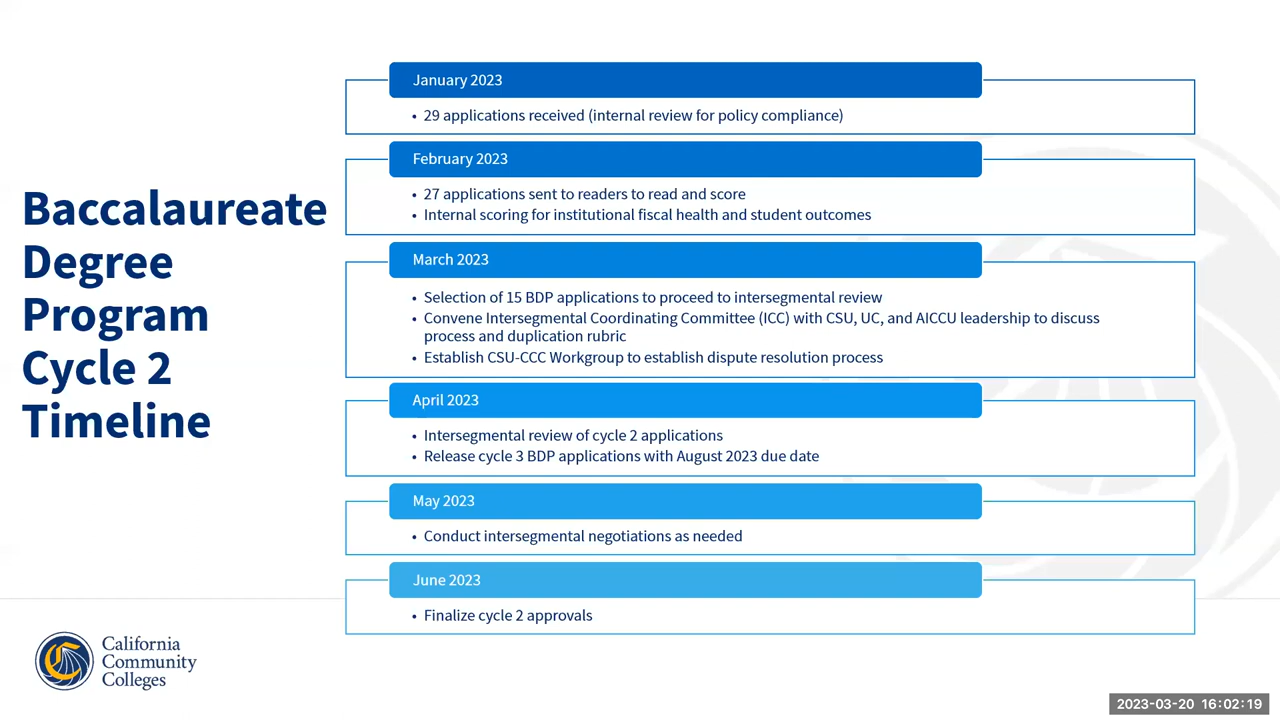 Baccalaureate
Degree
Program
Cycle 2
Timeline
January 2023
• 29 applications received (internal review for policy compliance)
February 2023
• 27 applications sent to readers to read and score
• Internal scoring for institutional fiscal health and student outcomes
March 2023
• Selection of 15 BDP applications to proceed to intersegmental review
• Convene Intersegmental Coordinating Committee (ICC) with CSU, UC, and AICCU leadership to discuss
process and duplication rubric
• Establish CSU-CCC Workgroup to establish dispute resolution process
April 2023
• Intersegmental review of cycle 2 applications
• Release cycle 3 BDP applications with August 2023 due date
May 2023
• Conduct intersegmental negotiations as needed
June 2023
• Finalize cycle 2 approvals
California
Community
Colleges
2023-03-20 16:02:19